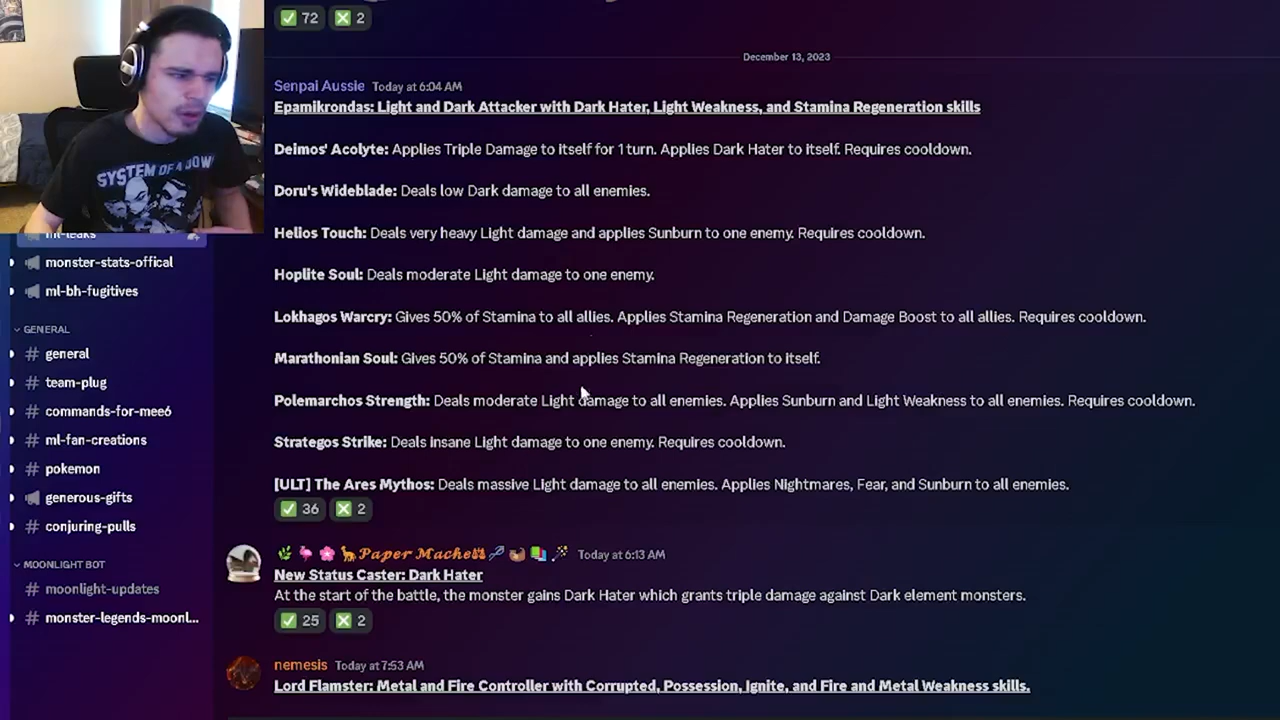 72 2
December 13, 2023
Senpai Aussie Today at 6:04 AM
Epamikrondas: Light and Dark Attacker with Dark Hater, Light Weakness, and Stamina Regeneration skills
Deimos' Acolyte: Applies Triple Damage to itself for 1 turn. Applies Dark Hater to itself. Requires cooldown.
Doru's Wideblade: Deals low Dark damage to all enemies.
Helios Touch: Deals very heavy Light damage and applies Sunburn to one enemy. Requires cooldown.
Hoplite Soul: Deals moderate Light damage to one enemy.
Lokhagos Warcry: Gives 50% of Stamina to all allies. Applies Stamina Regeneration and Damage Boost to all allies. Requires cooldown.
Marathonian Soul: Gives 50% of Stamina and applies Stamina Regeneration to itself.
Polemarchos Strength: Deals moderate Light damage to all enemies. Applies Sunburn and Light Weakness to all enemies. Requires cooldown.
Strategos Strike: Deals insane Light damage to one enemy. Requires cooldown.
[ULT] The Ares Mythos: Deals massive Light damage to all enemies. Applies Nightmares, Fear, and Sunburn to all enemies.
36 2
Paper Mache Today at 6:13 AM
New Status Caster: Dark Hater
At the start of the battle, the monster gains Dark Hater which grants triple damage against Dark element monsters.
25 2
nemesis Today at 7:53 AM
Lord Flamster: Metal and Fire Controller with Corrupted, Possession, Ignite, and Fire and Metal Weakness skills.
SYSTEM OF A DOWN
ml-leaks
monster-stats-offical
ml-bh-fugitives
GENERAL
# general
# team-plug
# commands-for-mee6
# ml-fan-creations
# pokemon
generous-gifts
# conjuring-pulls
MOONLIGHT BOT
# moonlight-updates
# monster-legends-moonl...